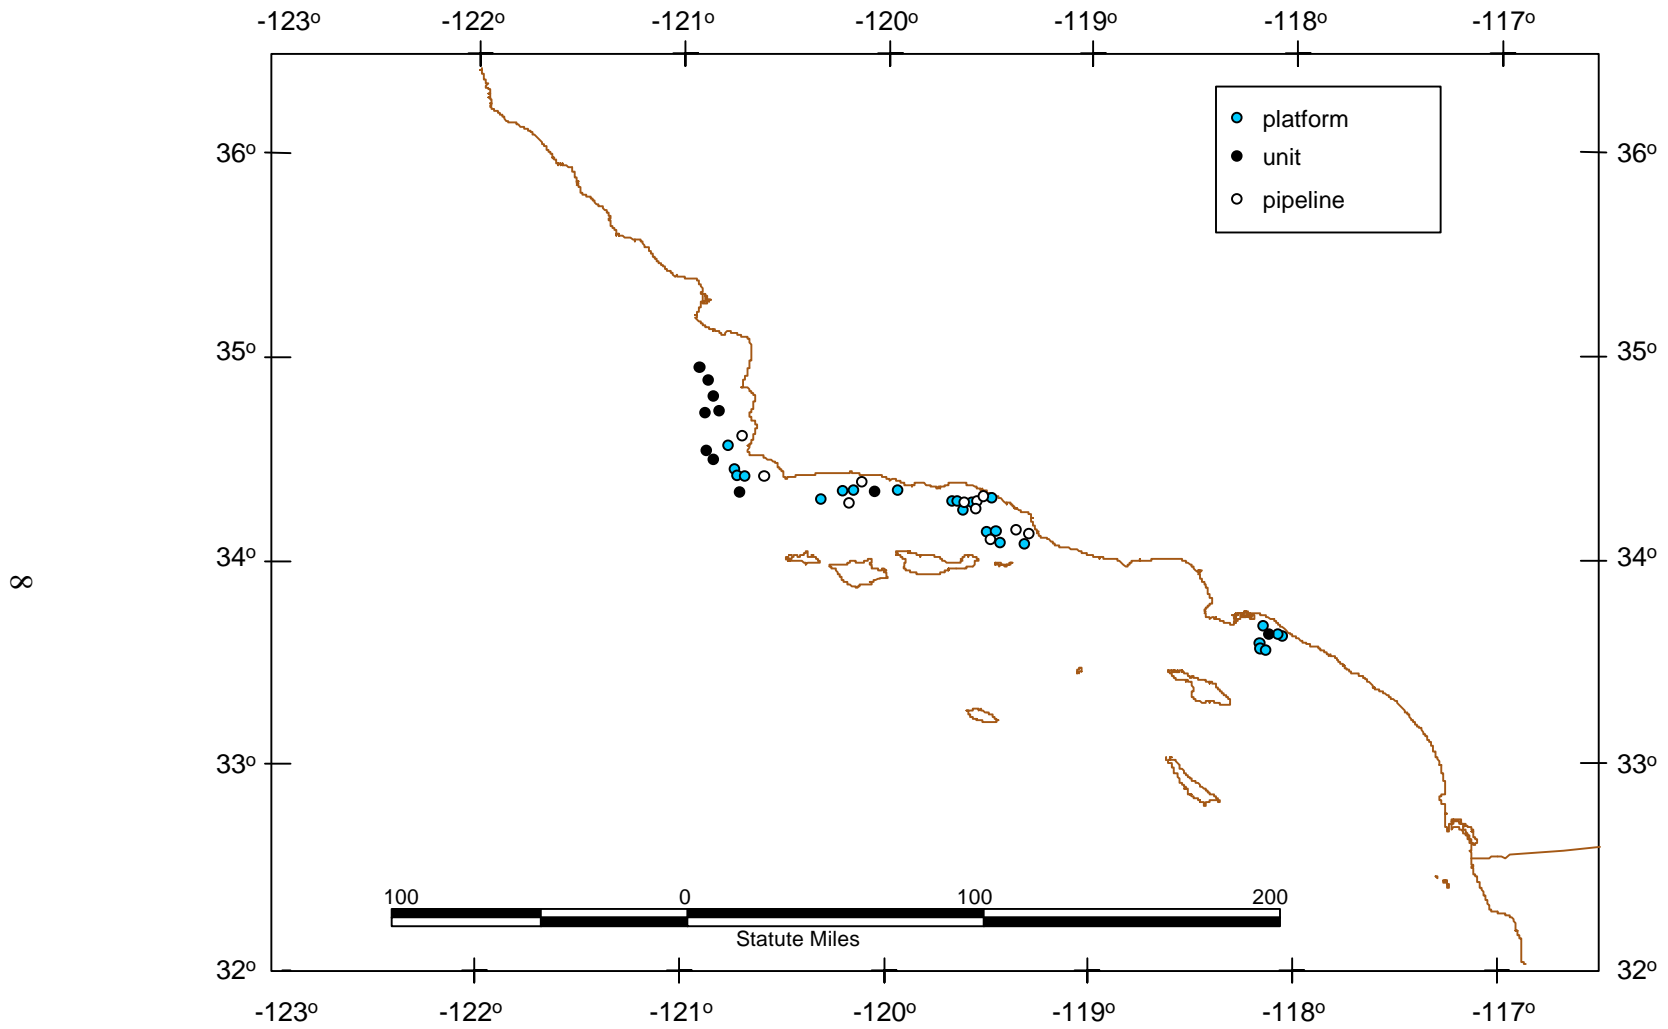 -123º -122º -121º -120º -119º -118º -117º
platform
36º unit 36º
pipeline
35º 35º
34º 34º
8
33º 33º
100 0 100 200
Statute Miles
32º 32º
-123º -122º -121º -120º -119º -118º -117º